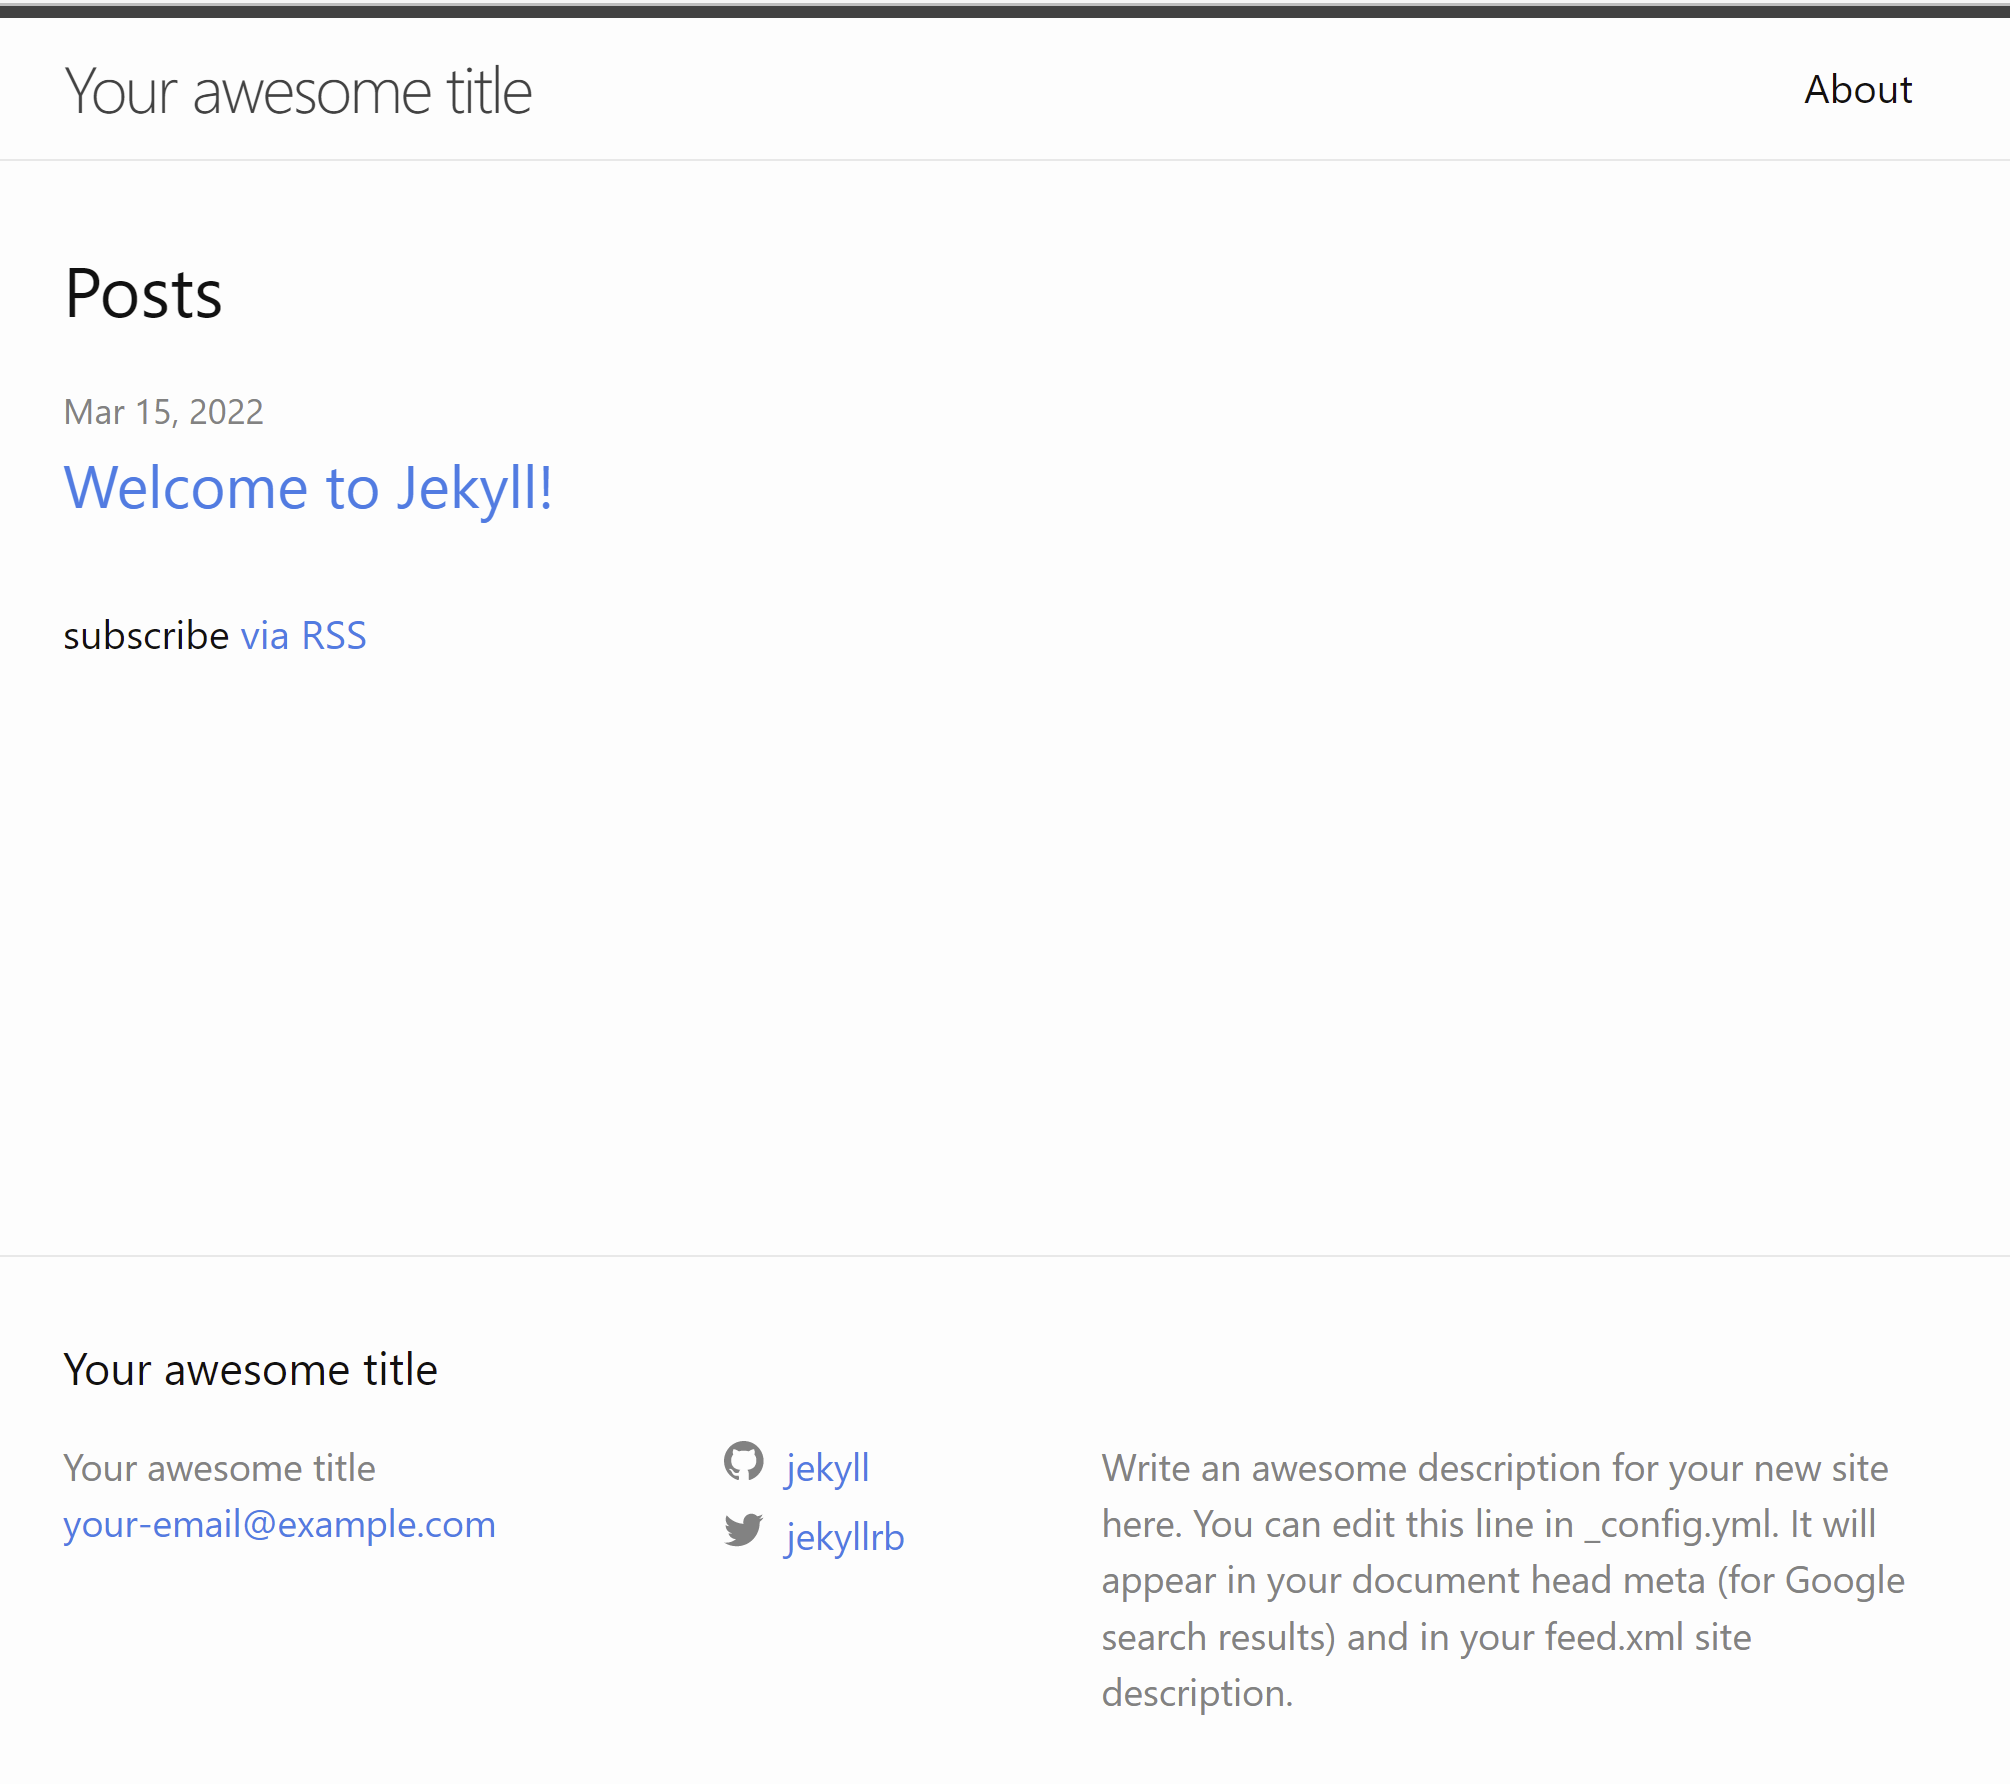 Your awesome title
About
Posts
Mar 15, 2022
Welcome to Jekyll!
subscribe via RSS
Your awesome title
Your awesome title
your-email@example.com
jekyll
jekyllrb
Write an awesome description for your new site
here. You can edit this line in _config.yml. It will
appear in your document head meta (for Google
search results) and in your feed.xml site
description.